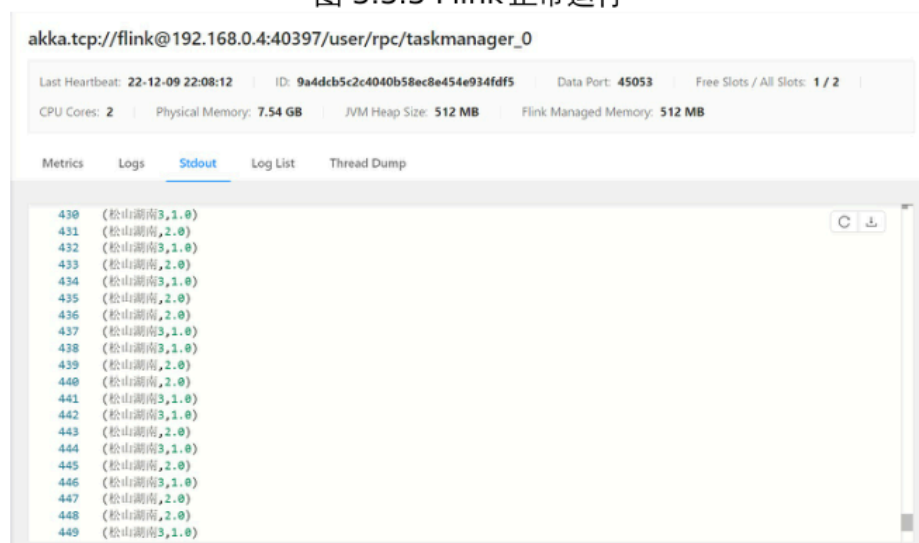 图 5.5.5 Flink 正常运行
akka.tcp://flink@192.168.0.4:40397/user/rpc/taskmanager_0
Last Heartbeat: 22-12-09 22:08:12 ID: 9a4dcb5c2c4040b58ec8e454e934fdf5 Data Port: 45053 Free Slots / All Slots: 1 / 2
CPU Cores: 2 Physical Memory: 7.54 GB JVM Heap Size: 512 MB Flink Managed Memory: 512 MB
Metrics Logs Stdout Log List Thread Dump
430 (松山湖南3,1.0)
431 (松山湖南,2.0)
432 (松山湖南3,1.0)
433 (松山湖南,2.0)
434 (松山湖南3,1.0)
435 (松山湖南,2.0)
436 (松山湖南,2.0)
437 (松山湖南3,1.0)
438 (松山湖南3,1.0)
439 (松山湖南,2.0)
440 (松山湖南,2.0)
441 (松山湖南3,1.0)
442 (松山湖南3,1.0)
443 (松山湖南,2.0)
444 (松山湖南3,1.0)
445 (松山湖南,2.0)
446 (松山湖南3,1.0)
447 (松山湖南,2.0)
448 (松山湖南,2.0)
449 (松山湖南3,1.0)